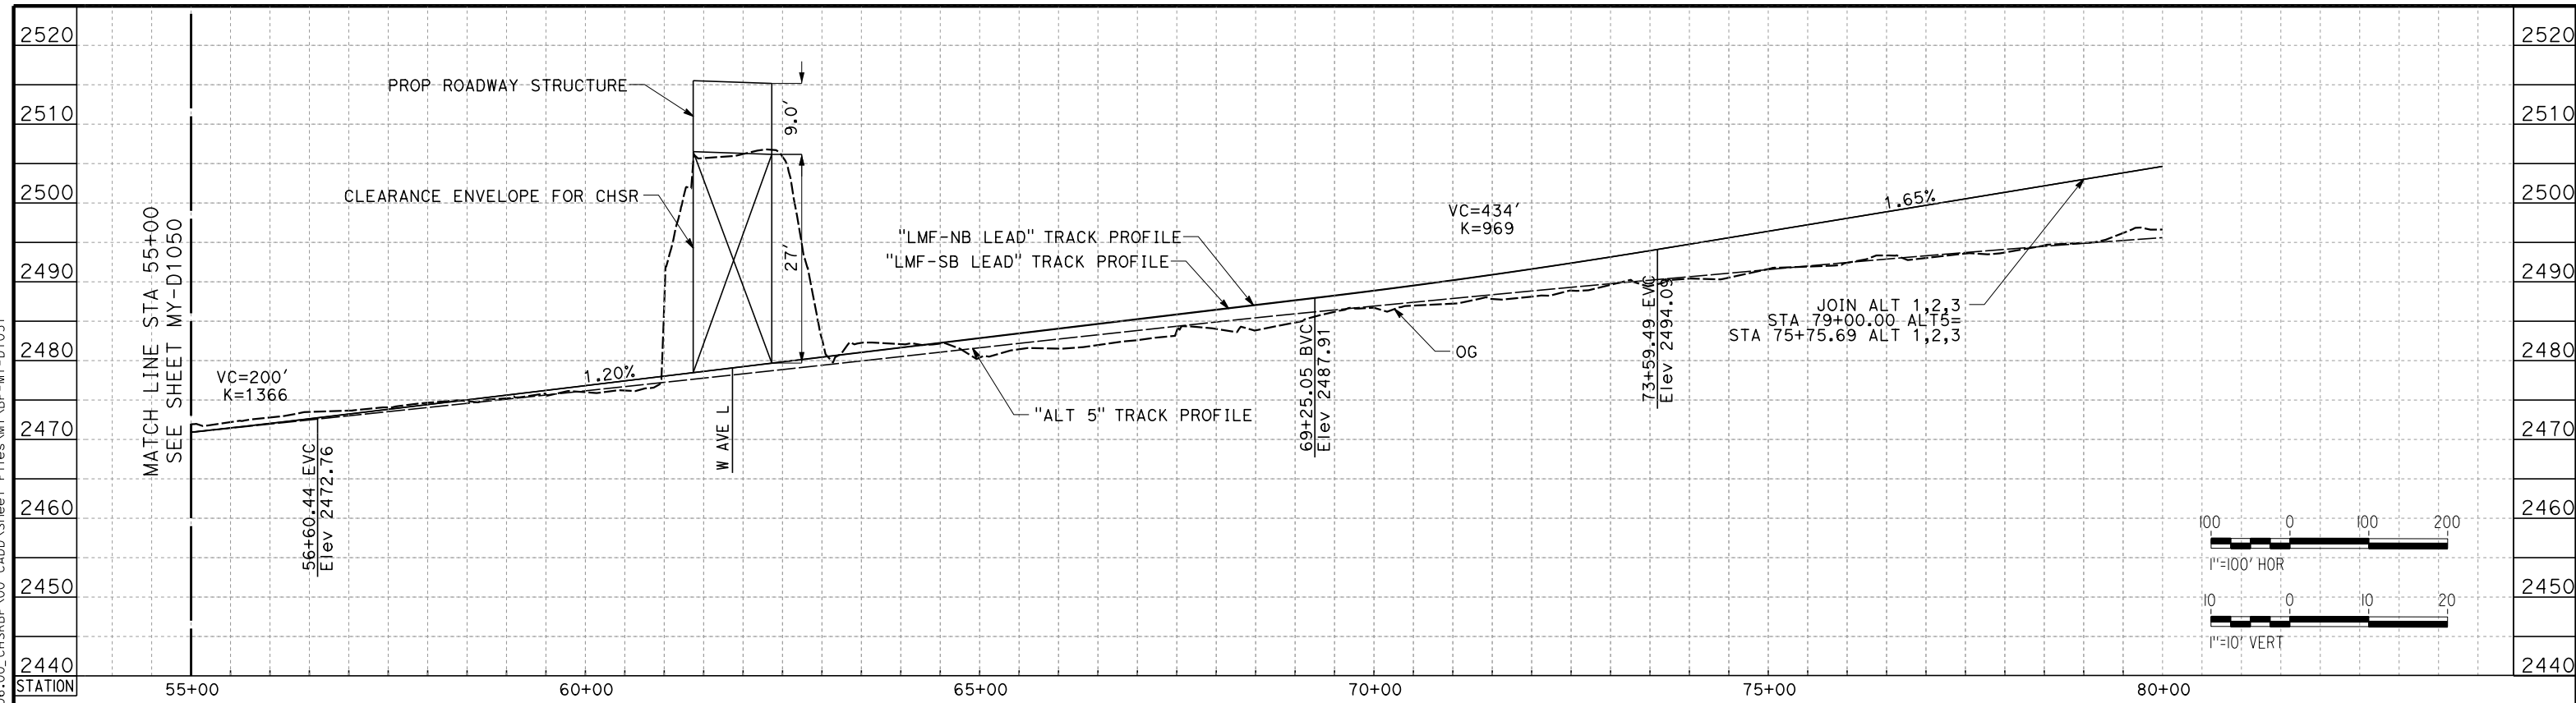 2520
2510
2500
2490
2480
2470
2460
2450
2440
STATION
MATCH LINE STA 55+00
SEE SHEET MY-D1050
VC=200'
K=1366
56+60.44 EVC
Elev 2472.76
1.20%
PROP ROADWAY STRUCTURE
CLEARANCE ENVELOPE FOR CHSR
9.0'
27'
W AVE L
"LMF-NB LEAD" TRACK PROFILE
"LMF-SB LEAD" TRACK PROFILE
"ALT 5" TRACK PROFILE
69+25.05 BVC
Elev 2487.91
OG
VC=434'
K=969
73+59.49 EVC
Elev 2494.09
1.65%
JOIN ALT 1,2,3
STA 79+00.00 ALT5=
STA 75+75.69 ALT 1,2,3
100 0 100 200
1"=100' HOR
10 0 10 20
1"=10' VERT
2520
2510
2500
2490
2480
2470
2460
2450
2440
55+00 60+00 65+00 70+00 75+00 80+00